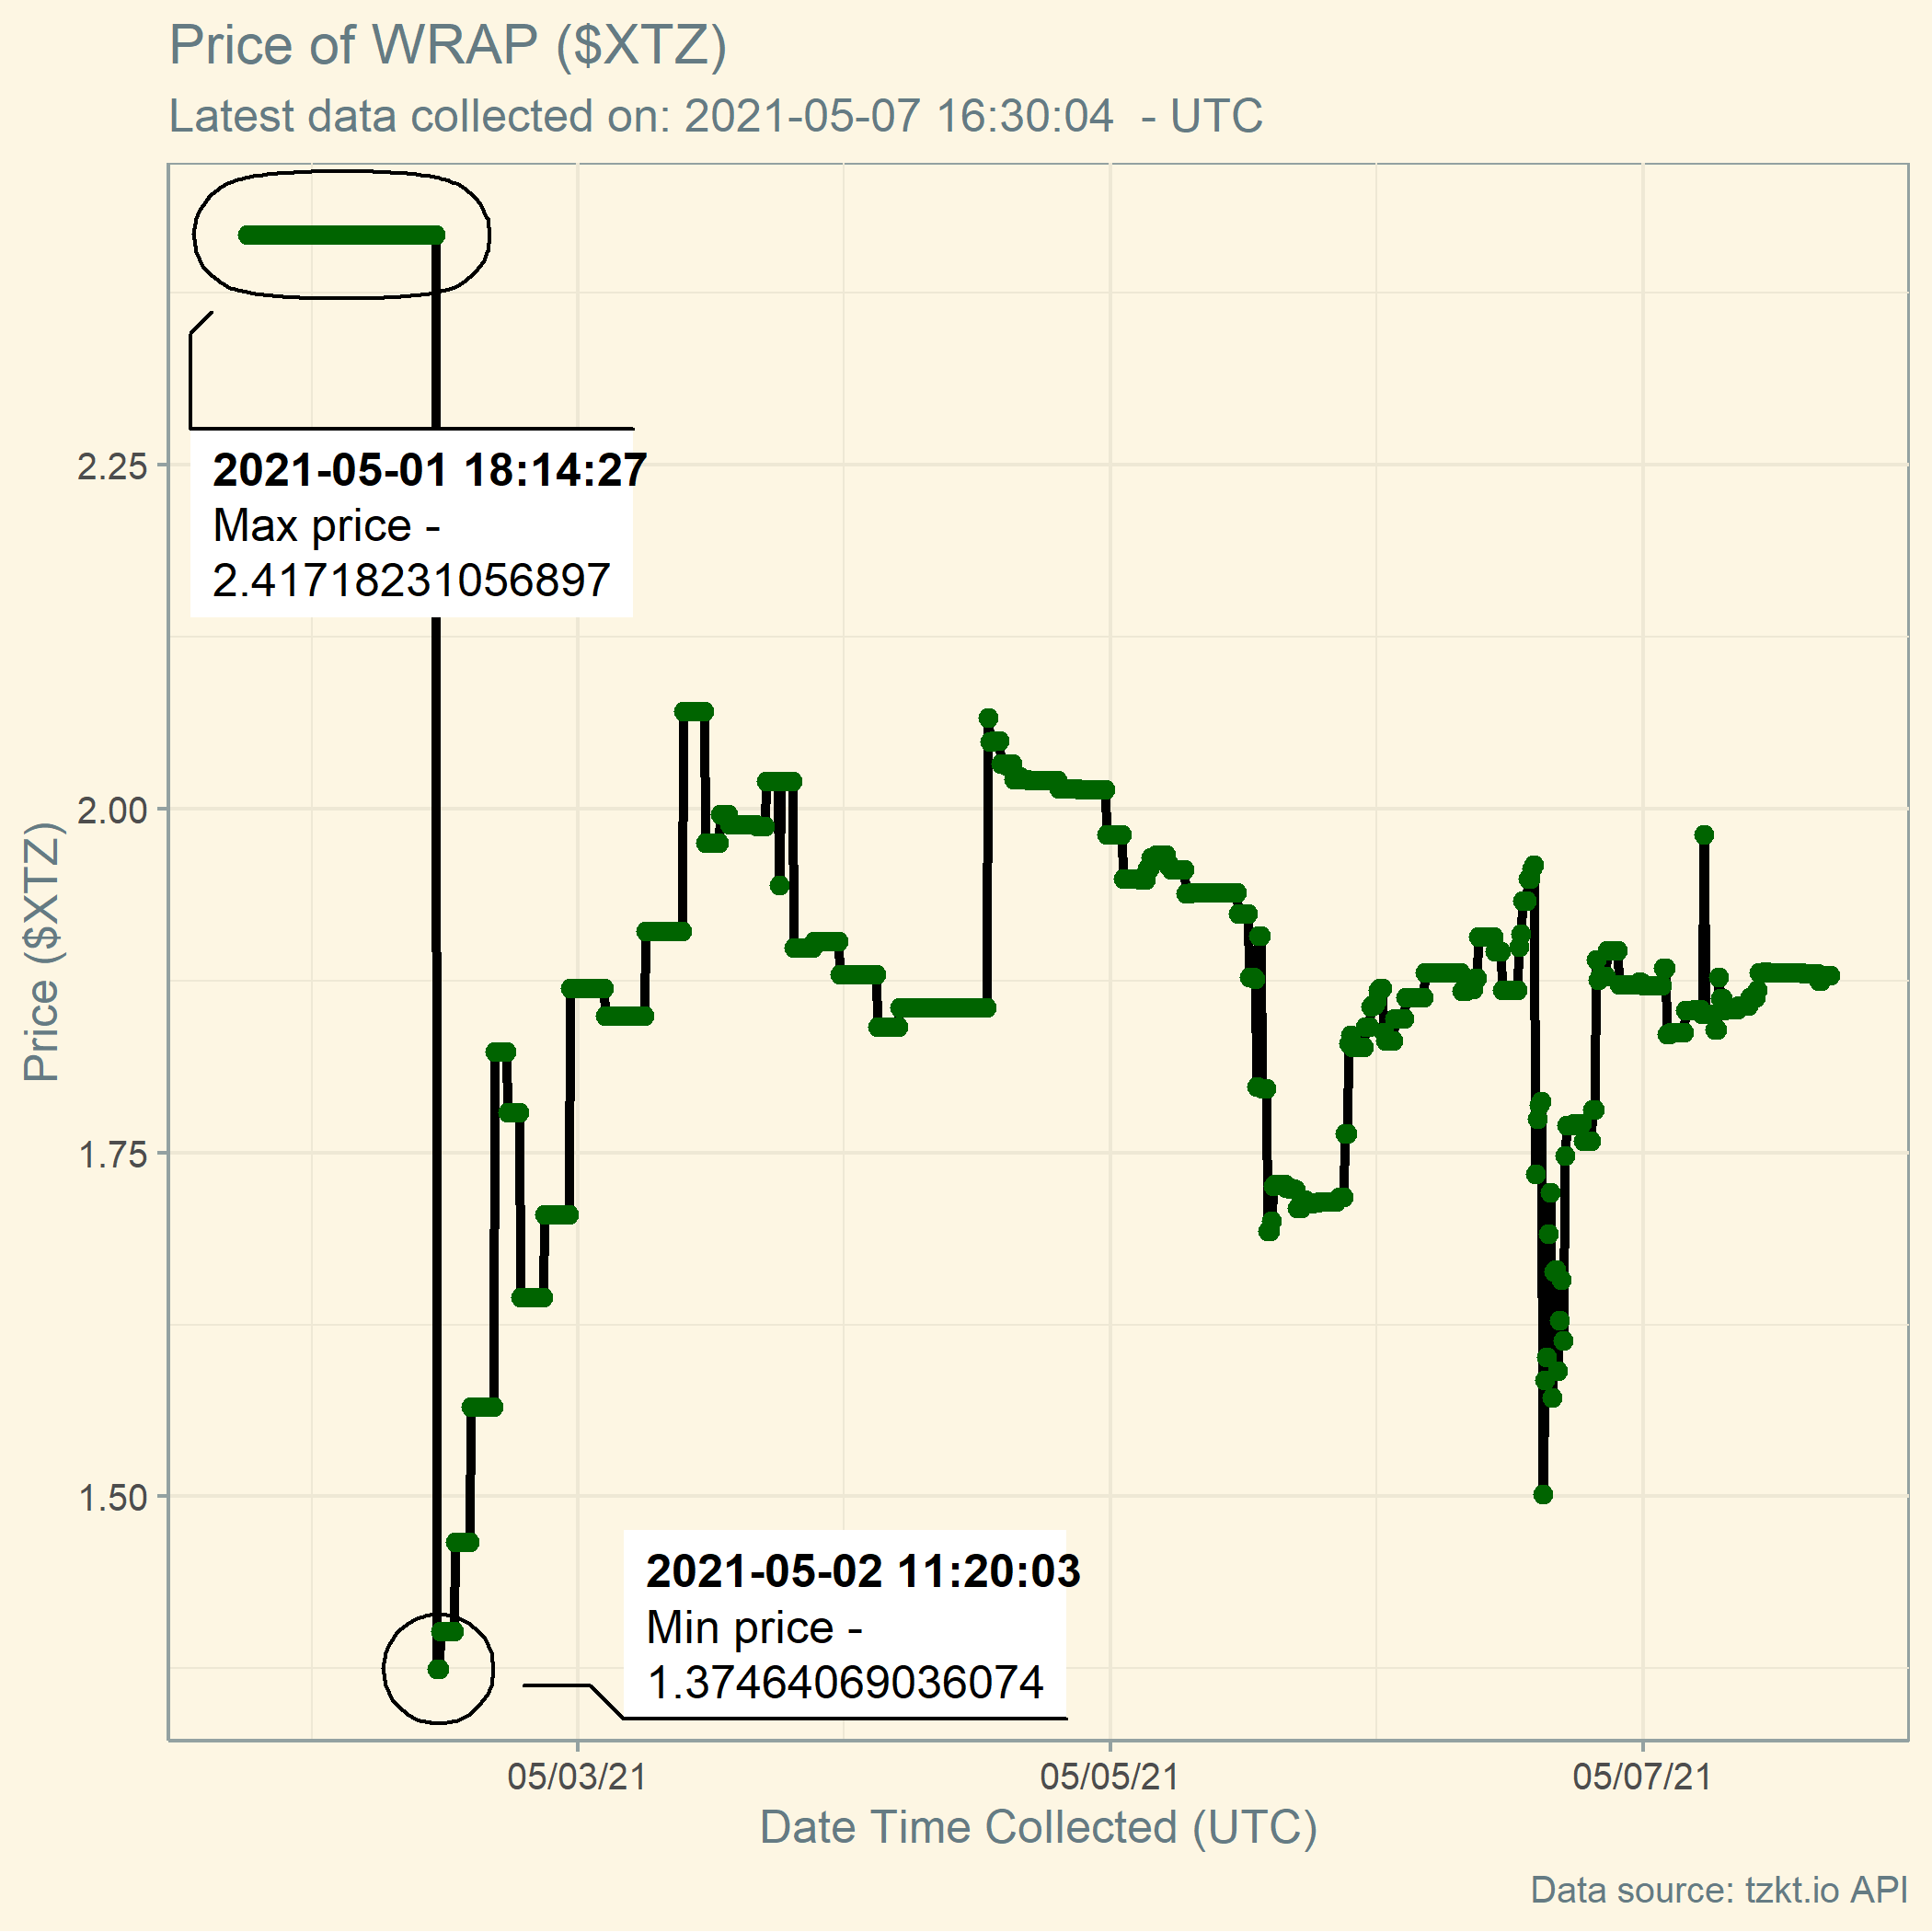 Price of WRAP ($XTZ)
Latest data collected on: 2021-05-07 16:30:04  - UTC
2021-05-01 18:14:27
Max price -
2.41718231056897
2.25
2.00
1.75
1.50
Price ($XTZ)
2021-05-02 11:20:03
Min price -
1.37464069036074
05/03/21
05/05/21
05/07/21
Date Time Collected (UTC)
Data source: tzkt.io API